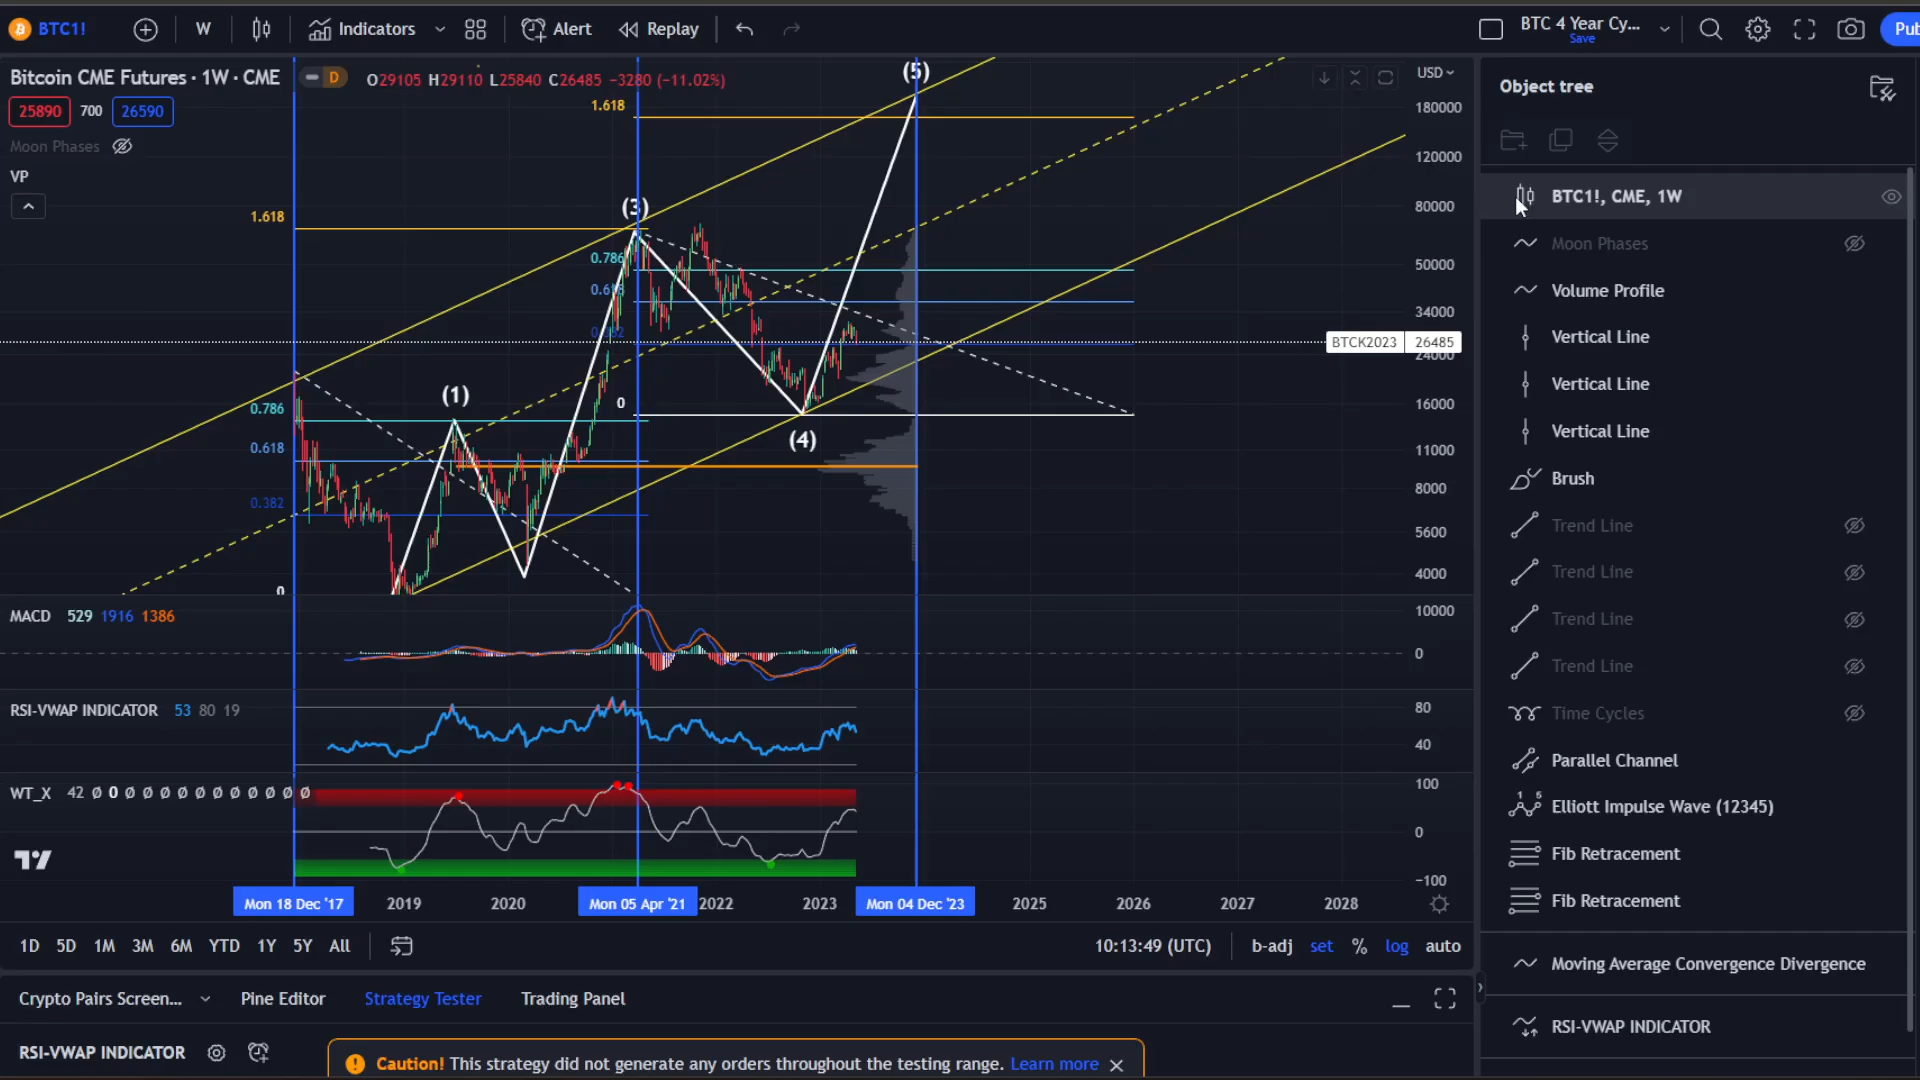 BTC1!
W
Indicators
Alert
Replay
BTC 4 Year Cy...
Save
Bitcoin CME Futures · 1W · CME
D
O29105 H29110 L25840 C26485 −3280 (−11.02%)
25890 700 26590
Moon Phases
VP
USD
180000
120000
80000
50000
34000
24000
16000
11000
8000
5600
4000
BTCK2023 26485
(5)
1.618
(3)
1.618
0.786
(1)
0
(4)
0.786
0.618
0.382
0
MACD 529 1916 1386
10000
0
RSI-VWAP INDICATOR 53 80 19
80
40
WT_X 42 Ø 0 Ø Ø Ø Ø Ø Ø Ø Ø Ø Ø Ø
100
0
−100
Mon 18 Dec '17
2019
2020
Mon 05 Apr '21
2022
2023
Mon 04 Dec '23
2025
2026
2027
2028
1D 5D 1M 3M 6M YTD 1Y 5Y All
10:13:49 (UTC)
b-adj set % log auto
Crypto Pairs Screen...
Pine Editor
Strategy Tester
Trading Panel
RSI-VWAP INDICATOR
Caution! This strategy did not generate any orders throughout the testing range. Learn more
Object tree
BTC1!, CME, 1W
Moon Phases
Volume Profile
Vertical Line
Vertical Line
Vertical Line
Brush
Trend Line
Trend Line
Trend Line
Trend Line
Time Cycles
Parallel Channel
Elliott Impulse Wave (12345)
Fib Retracement
Fib Retracement
Moving Average Convergence Divergence
RSI-VWAP INDICATOR